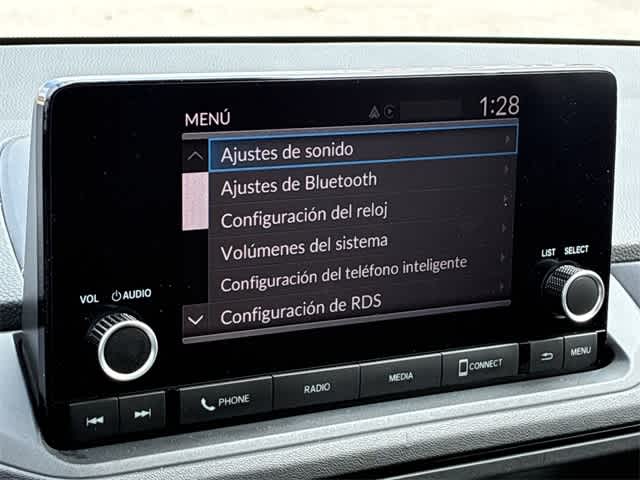 MENÚ 1:28
Ajustes de sonido
Ajustes de Bluetooth
Configuración del reloj
Volúmenes del sistema
Configuración del teléfono inteligente
Configuración de RDS
VOL AUDIO
LIST SELECT
PHONE RADIO MEDIA CONNECT MENU